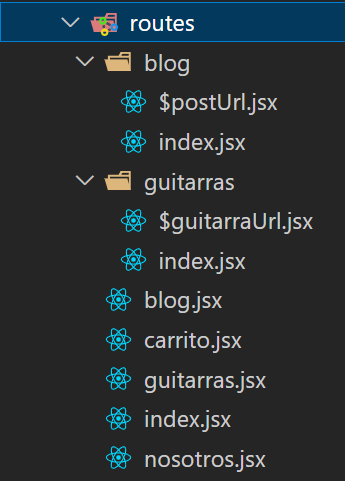 routes
blog
$postUrl.jsx
index.jsx
guitarras
$guitarraUrl.jsx
index.jsx
blog.jsx
carrito.jsx
guitarras.jsx
index.jsx
nosotros.jsx